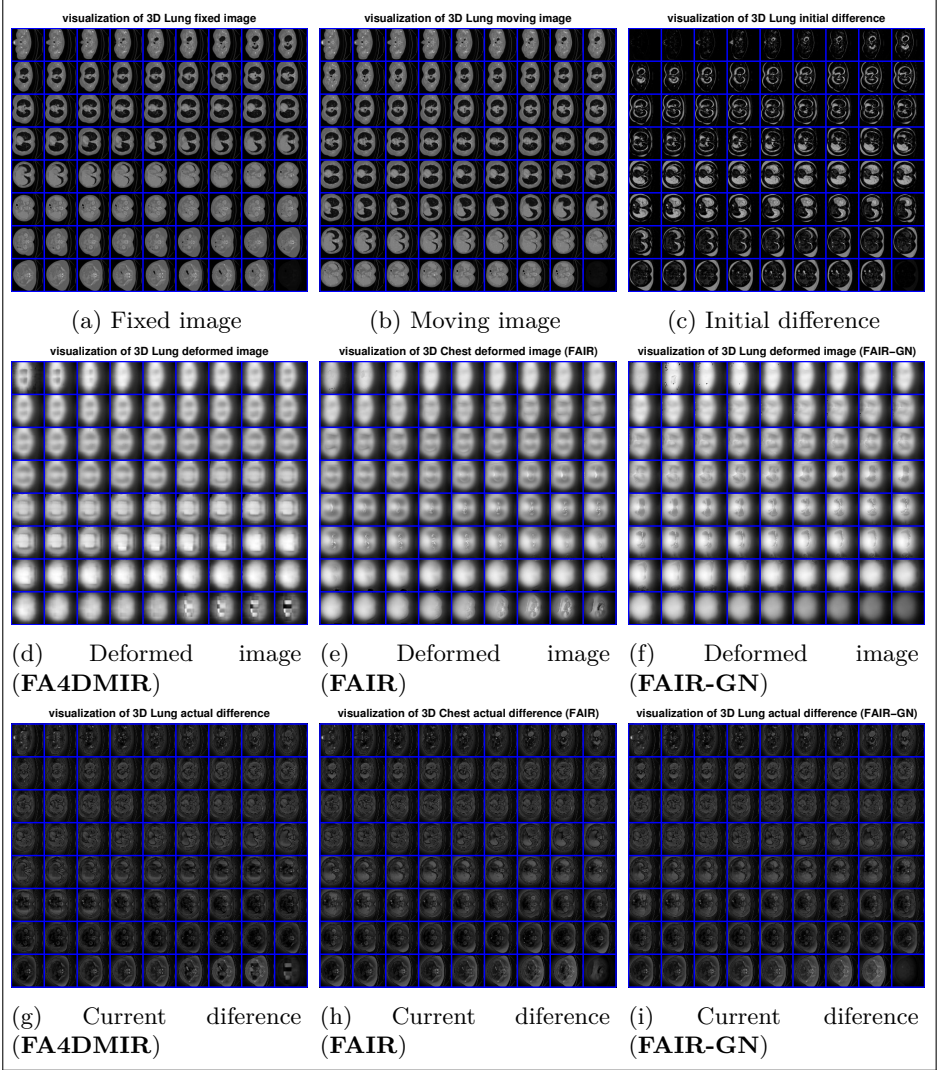 visualization of 3D Lung fixed image
visualization of 3D Lung moving image
visualization of 3D Lung initial difference
(a) Fixed image
(b) Moving image
(c) Initial difference
visualization of 3D Lung deformed image
visualization of 3D Chest deformed image (FAIR)
visualization of 3D Lung deformed image (FAIR−GN)
(d) Deformed image
(FA4DMIR)
(e) Deformed image
(FAIR)
(f) Deformed image
(FAIR-GN)
visualization of 3D Lung actual difference
visualization of 3D Chest actual difference (FAIR)
visualization of 3D Lung actual difference (FAIR−GN)
(g) Current diference
(FA4DMIR)
(h) Current diference
(FAIR)
(i) Current diference
(FAIR-GN)